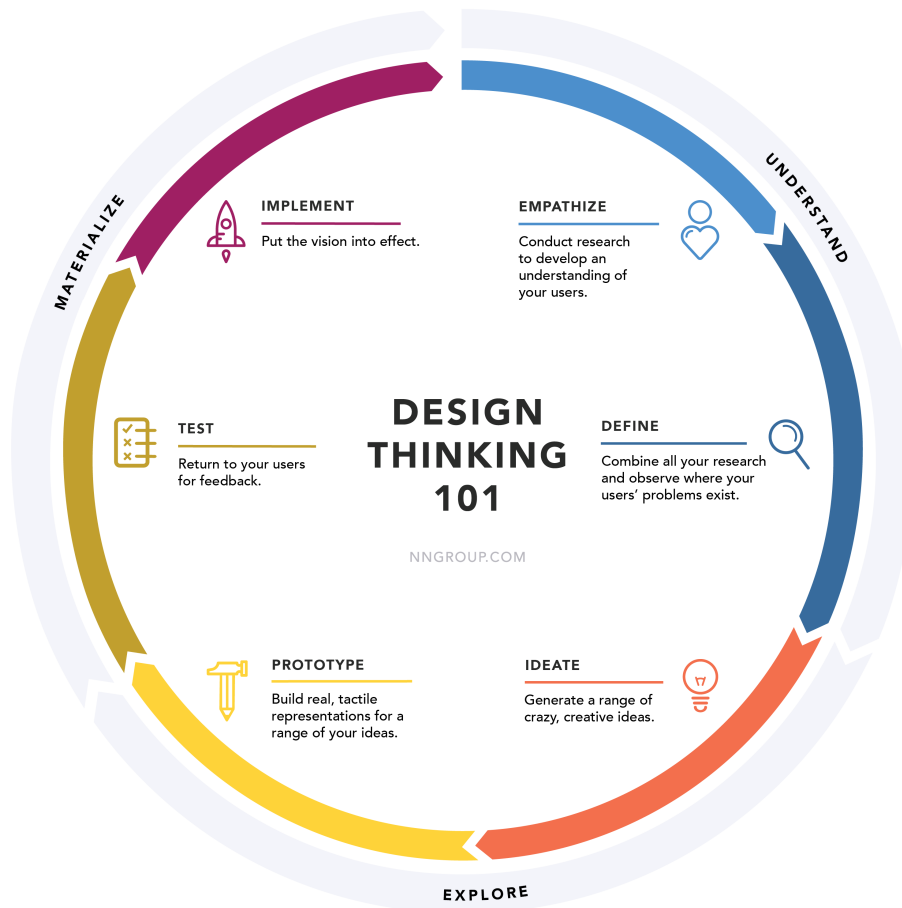 DESIGN
THINKING
101
NNGROUP.COM
UNDERSTAND
EMPATHIZE
Conduct research
to develop an
understanding of
your users.
DEFINE
Combine all your research
and observe where your
users’ problems exist.
EXPLORE
IDEATE
Generate a range of
crazy, creative ideas.
PROTOTYPE
Build real, tactile
representations for a
range of your ideas.
MATERIALIZE
TEST
Return to your users
for feedback.
IMPLEMENT
Put the vision into effect.